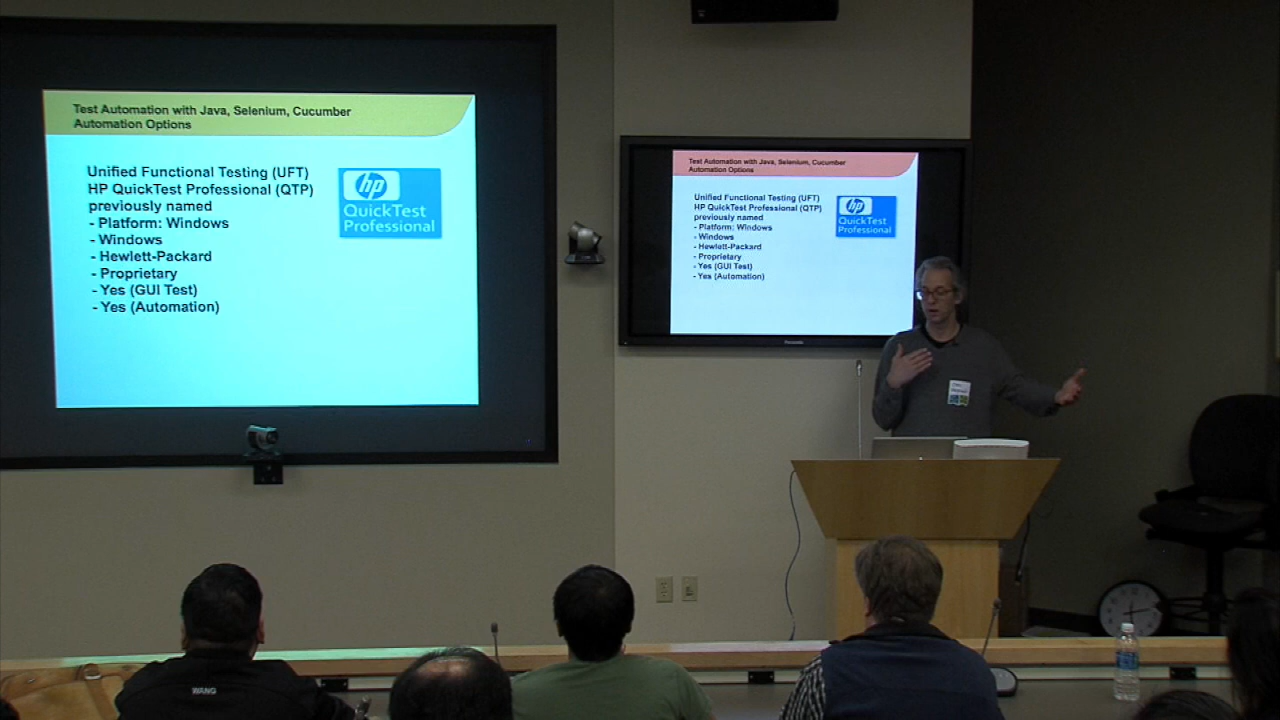 Test Automation with Java, Selenium, Cucumber
Automation Options
Unified Functional Testing (UFT)
HP QuickTest Professional (QTP)
previously named
- Platform: Windows
- Windows
- Hewlett-Packard
- Proprietary
- Yes (GUI Test)
- Yes (Automation)
hp
QuickTest
Professional
Test Automation with Java, Selenium, Cucumber
Automation Options
Unified Functional Testing (UFT)
HP QuickTest Professional (QTP)
previously named
- Platform: Windows
- Windows
- Hewlett-Packard
- Proprietary
- Yes (GUI Test)
- Yes (Automation)
hp
QuickTest
Professional
Panasonic
WANG